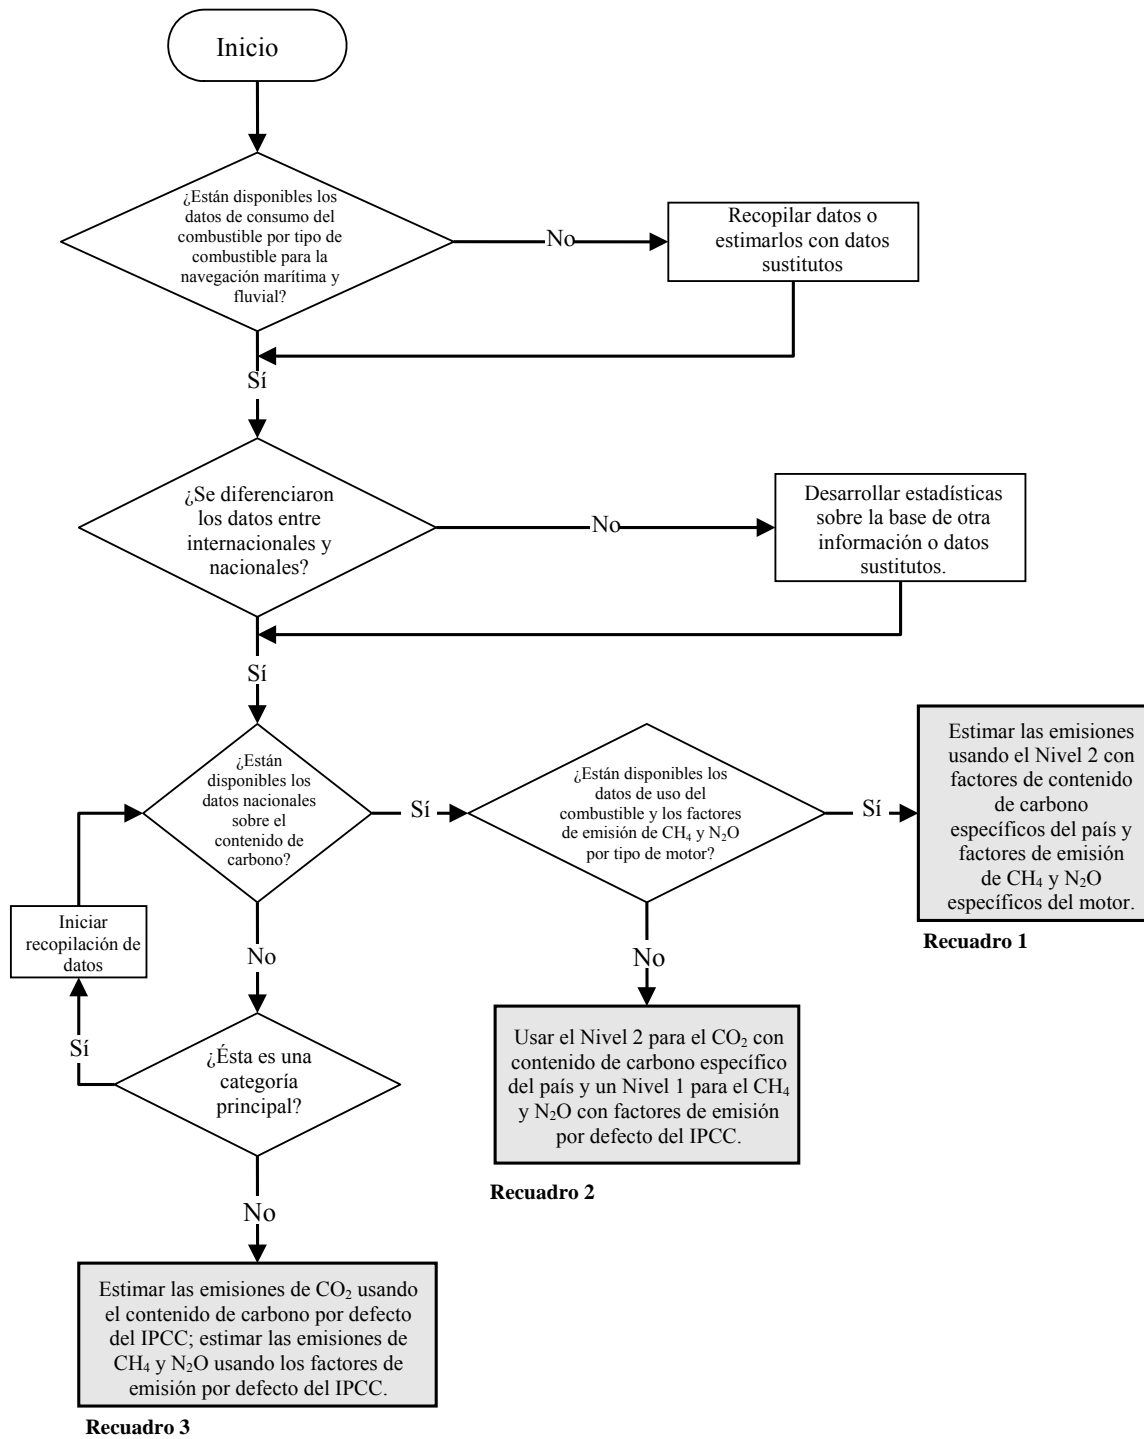 Inicio
¿Están disponibles los
datos de consumo del
combustible por tipo de
combustible para la
navegación marítima y
fluvial?
No
Recopilar datos o
estimarlos con datos
sustitutos
Sí
¿Se diferenciaron
los datos entre
internacionales y
nacionales?
No
Desarrollar estadísticas
sobre la base de otra
información o datos
sustitutos.
Sí
¿Están
disponibles los
datos nacionales
sobre el
contenido de
carbono?
Sí
¿Están disponibles los
datos de uso del
combustible y los factores
de emisión de CH₄ y N₂O
por tipo de motor?
Sí
Estimar las emisiones
usando el Nivel 2 con
factores de contenido
de carbono
específicos del país y
factores de emisión
de CH₄ y N₂O
específicos del motor.
Recuadro 1
Iniciar
recopilación de
datos
No
No
Sí
¿Ésta es una
categoría
principal?
Usar el Nivel 2 para el CO₂ con
contenido de carbono específico
del país y un Nivel 1 para el CH₄
y N₂O con factores de emisión
por defecto del IPCC.
Recuadro 2
No
Estimar las emisiones de CO₂ usando
el contenido de carbono por defecto
del IPCC; estimar las emisiones de
CH₄ y N₂O usando los factores de
emisión por defecto del IPCC.
Recuadro 3